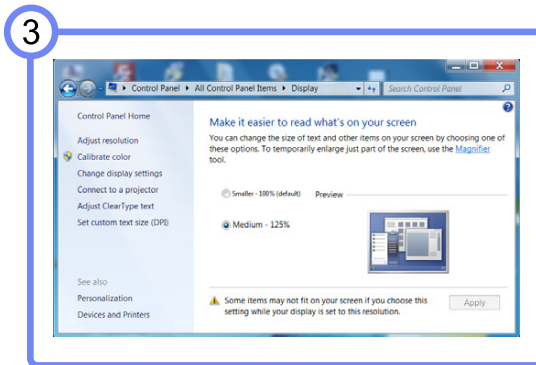 3
Control Panel ▸ All Control Panel Items ▸ Display
Search Control Panel
Control Panel Home
Adjust resolution
Calibrate color
Change display settings
Connect to a projector
Adjust ClearType text
Set custom text size (DPI)
See also
Personalization
Devices and Printers
Make it easier to read what's on your screen
You can change the size of text and other items on your screen by choosing one of
these options. To temporarily enlarge just part of the screen, use the Magnifier
tool.
Smaller - 100% (default)
Preview
Medium - 125%
Some items may not fit on your screen if you choose this
setting while your display is set to this resolution.
Apply